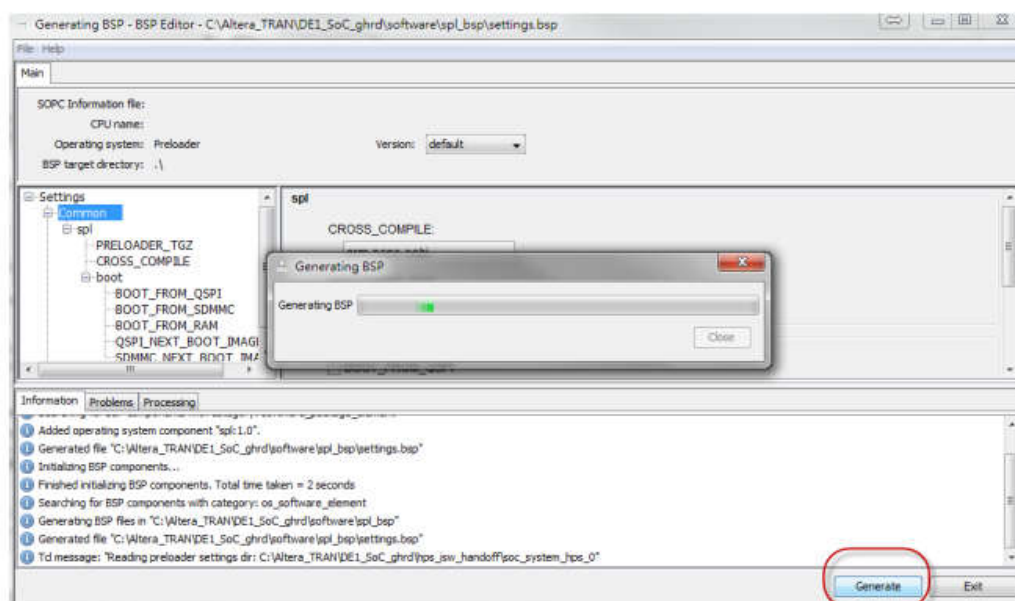 Generating BSP - BSP Editor - C:\Altera_TRAN\DE1_SoC_ghrd\software\spl_bsp\settings.bsp
File Help
Main
SOPC Information file:
CPU name:
Operating system: Preloader Version: default
BSP target directory: .\
Settings
Common
spl
PRELOADER_TGZ
CROSS_COMPILE
boot
BOOT_FROM_QSPI
BOOT_FROM_SDMMC
BOOT_FROM_RAM
QSPI_NEXT_BOOT_IMAG
SDMMC_NEXT_BOOT_IMA
spl
CROSS_COMPILE:
Generating BSP
Generating BSP
Close
Information Problems Processing
Added operating system component "spl:1.0".
Generated file "C:\Altera_TRAN\DE1_SoC_ghrd\software\spl_bsp\settings.bsp"
Initializing BSP components...
Finished initializing BSP components. Total time taken = 2 seconds
Searching for BSP components with category: os_software_element
Generating BSP files in "C:\Altera_TRAN\DE1_SoC_ghrd\software\spl_bsp"
Generated file "C:\Altera_TRAN\DE1_SoC_ghrd\software\spl_bsp\settings.bsp"
Tcl message: "Reading preloader settings dir: C:\Altera_TRAN\DE1_SoC_ghrd\hps_isw_handoff\soc_system_hps_0"
Generate Exit